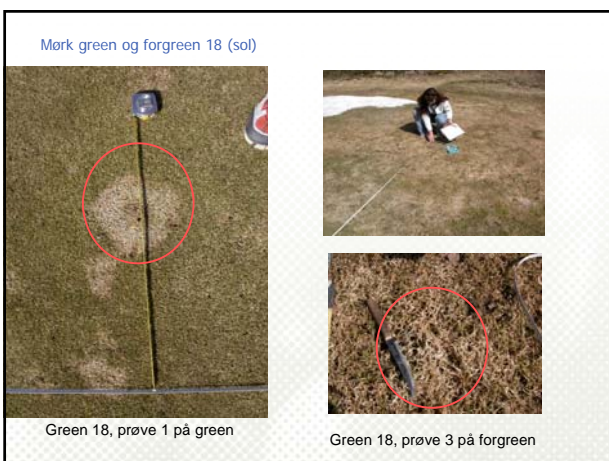 Mørk green og forgreen 18 (sol)
Green 18, prøve 1 på green
Green 18, prøve 3 på forgreen